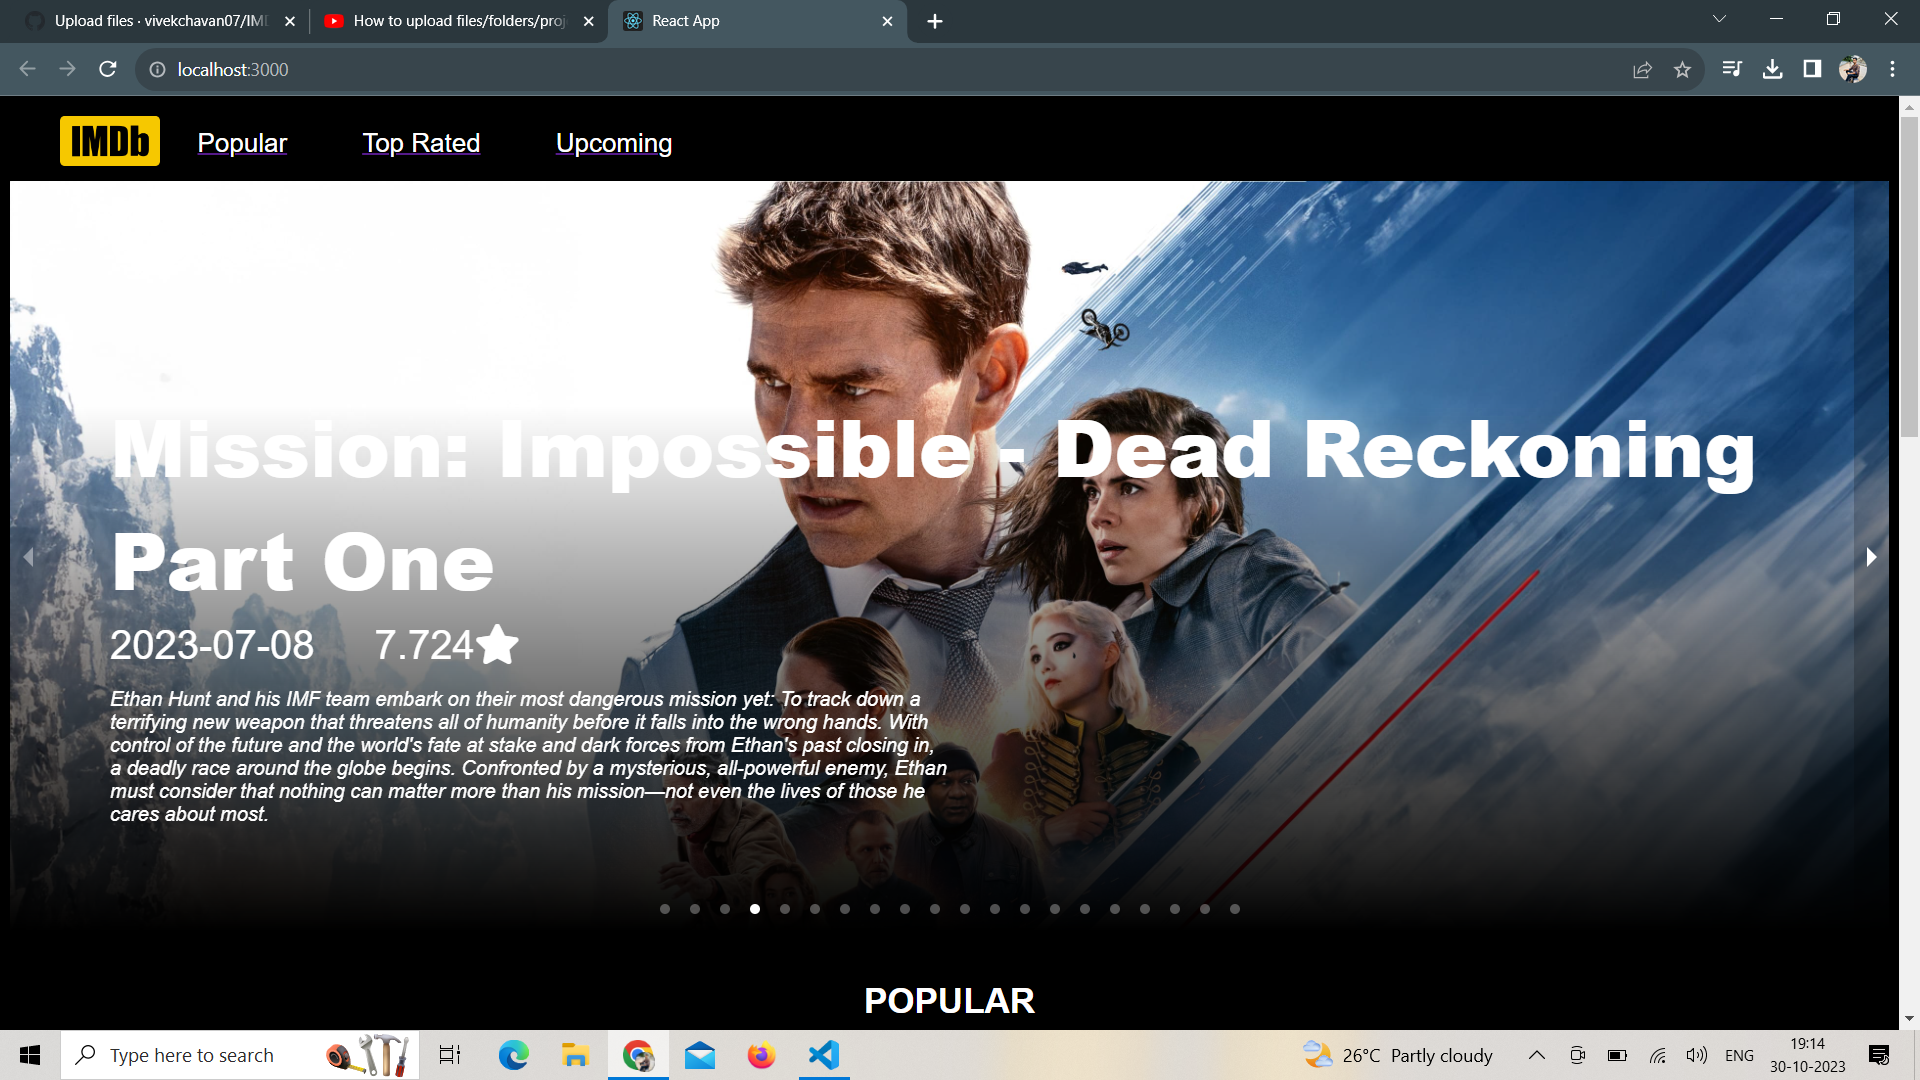 Upload files · vivekchavan07/IMD
How to upload files/folders/proje
React App
localhost:3000
IMDb
Popular
Top Rated
Upcoming
Mission: Impossible - Dead Reckoning
Part One
2023-07-08
7.724
Ethan Hunt and his IMF team embark on their most dangerous mission yet: To track down a
terrifying new weapon that threatens all of humanity before it falls into the wrong hands. With
control of the future and the world's fate at stake and dark forces from Ethan's past closing in,
a deadly race around the globe begins. Confronted by a mysterious, all-powerful enemy, Ethan
must consider that nothing can matter more than his mission—not even the lives of those he
cares about most.
POPULAR
Type here to search
26°C Partly cloudy
ENG
19:14
30-10-2023